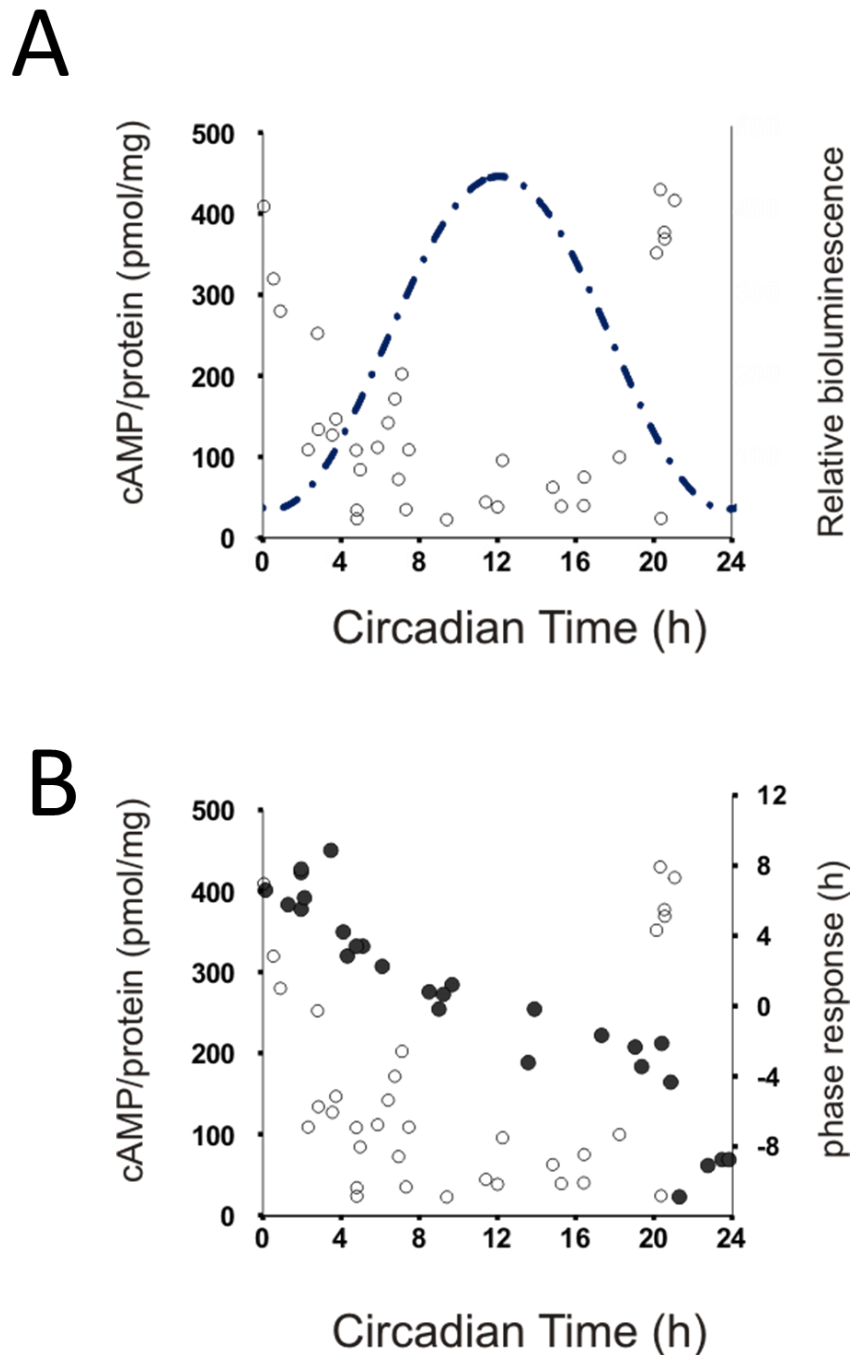 A
500
400
300
200
100
0
cAMP/protein (pmol/mg)
Relative bioluminescence
0 4 8 12 16 20 24
Circadian Time (h)
B
500
400
300
200
100
0
cAMP/protein (pmol/mg)
12
8
4
0
-4
-8
phase response (h)
0 4 8 12 16 20 24
Circadian Time (h)